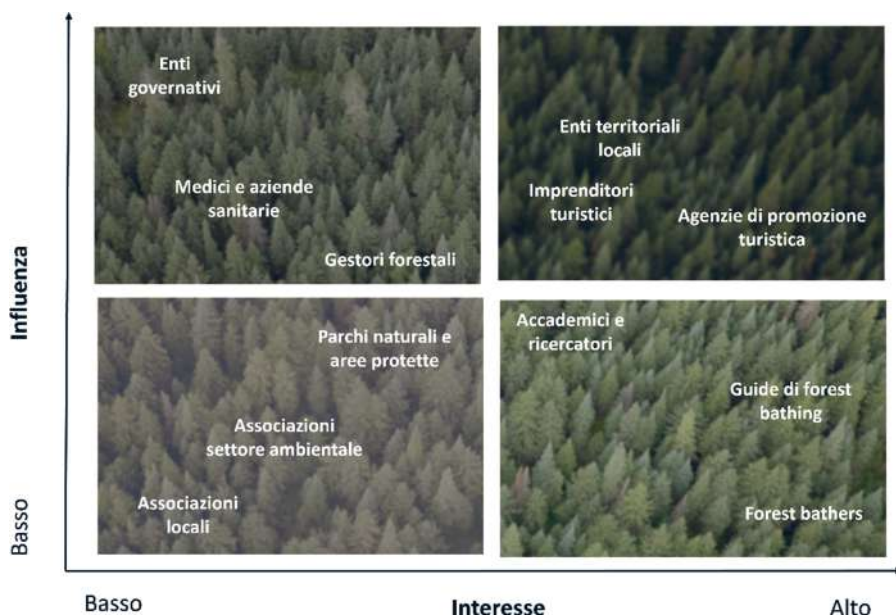 Enti
governativi
Medici e aziende
sanitarie
Gestori forestali
Enti territoriali
locali
Imprenditori
turistici
Agenzie di promozione
turistica
Influenza
Parchi naturali e
aree protette
Associazioni
settore ambientale
Associazioni
locali
Accademici e
ricercatori
Guide di forest
bathing
Forest bathers
Basso
Basso
Interesse
Alto